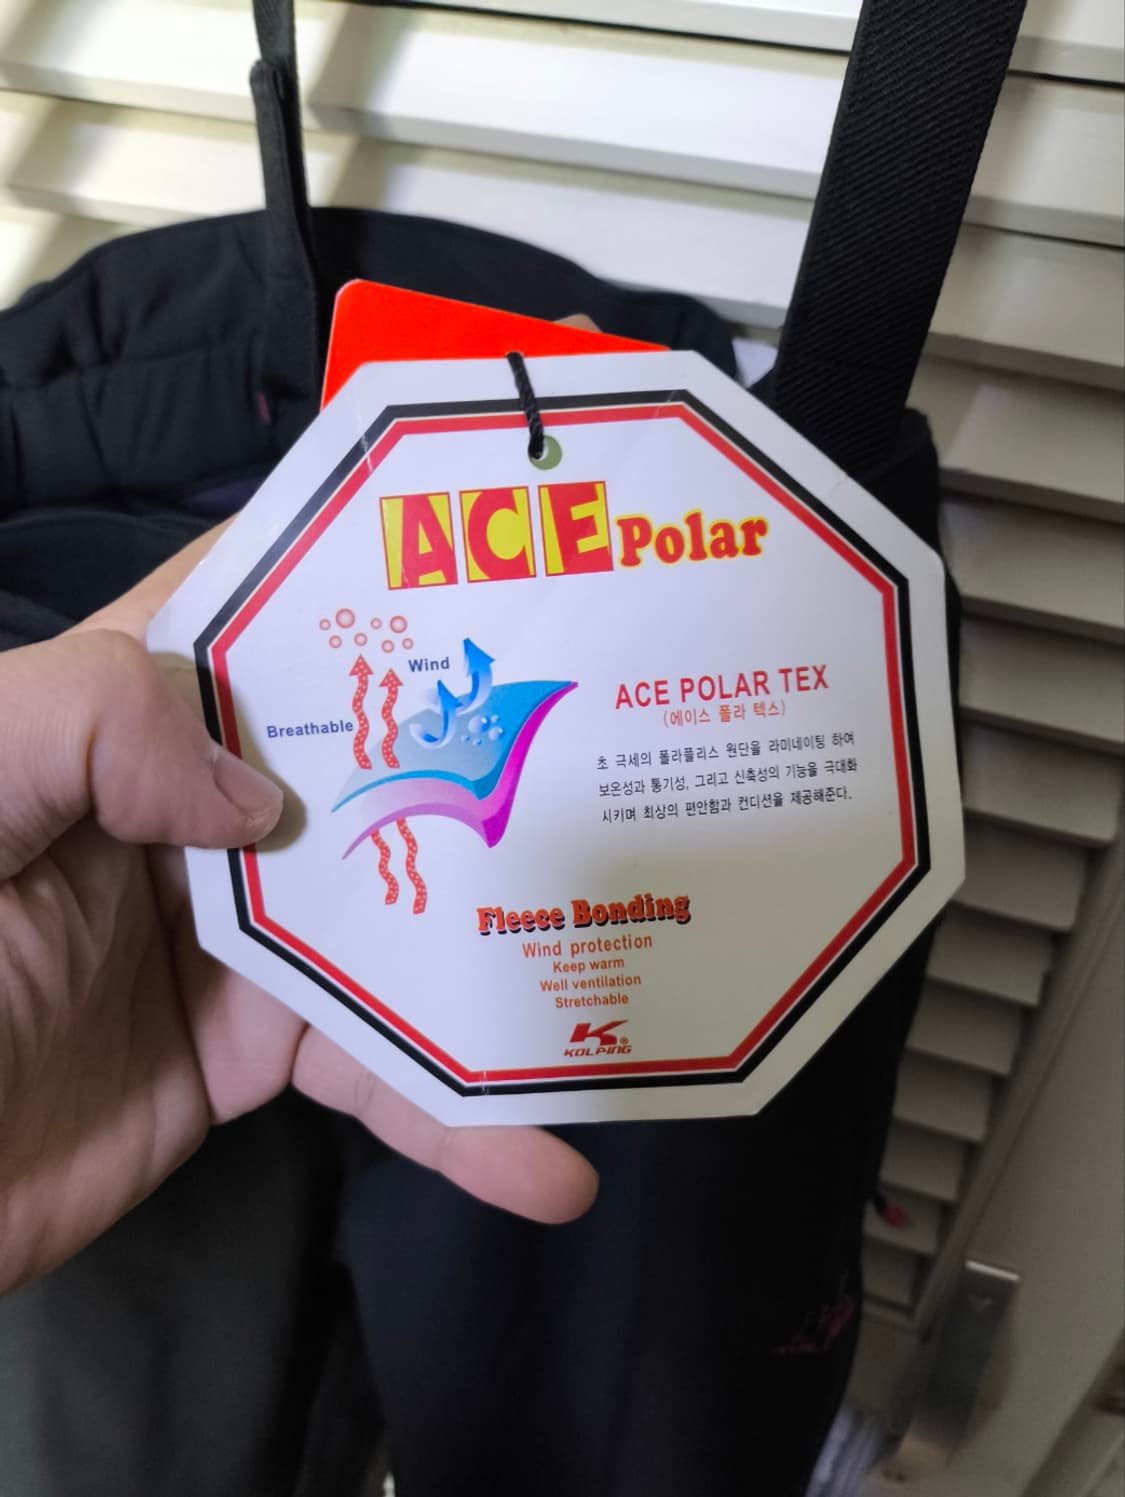 ACE Polar
Wind
Breathable
ACE POLAR TEX
(에이스 폴라 텍스)
초 극세의 폴라플리스 원단을 라미네이팅 하여
보온성과 통기성, 그리고 신축성의 기능을 극대화
시키며 최상의 편안함과 컨디션을 제공해준다.
Fleece Bonding
Wind protection
Keep warm
Well ventilation
Stretchable
K®
KOLPING